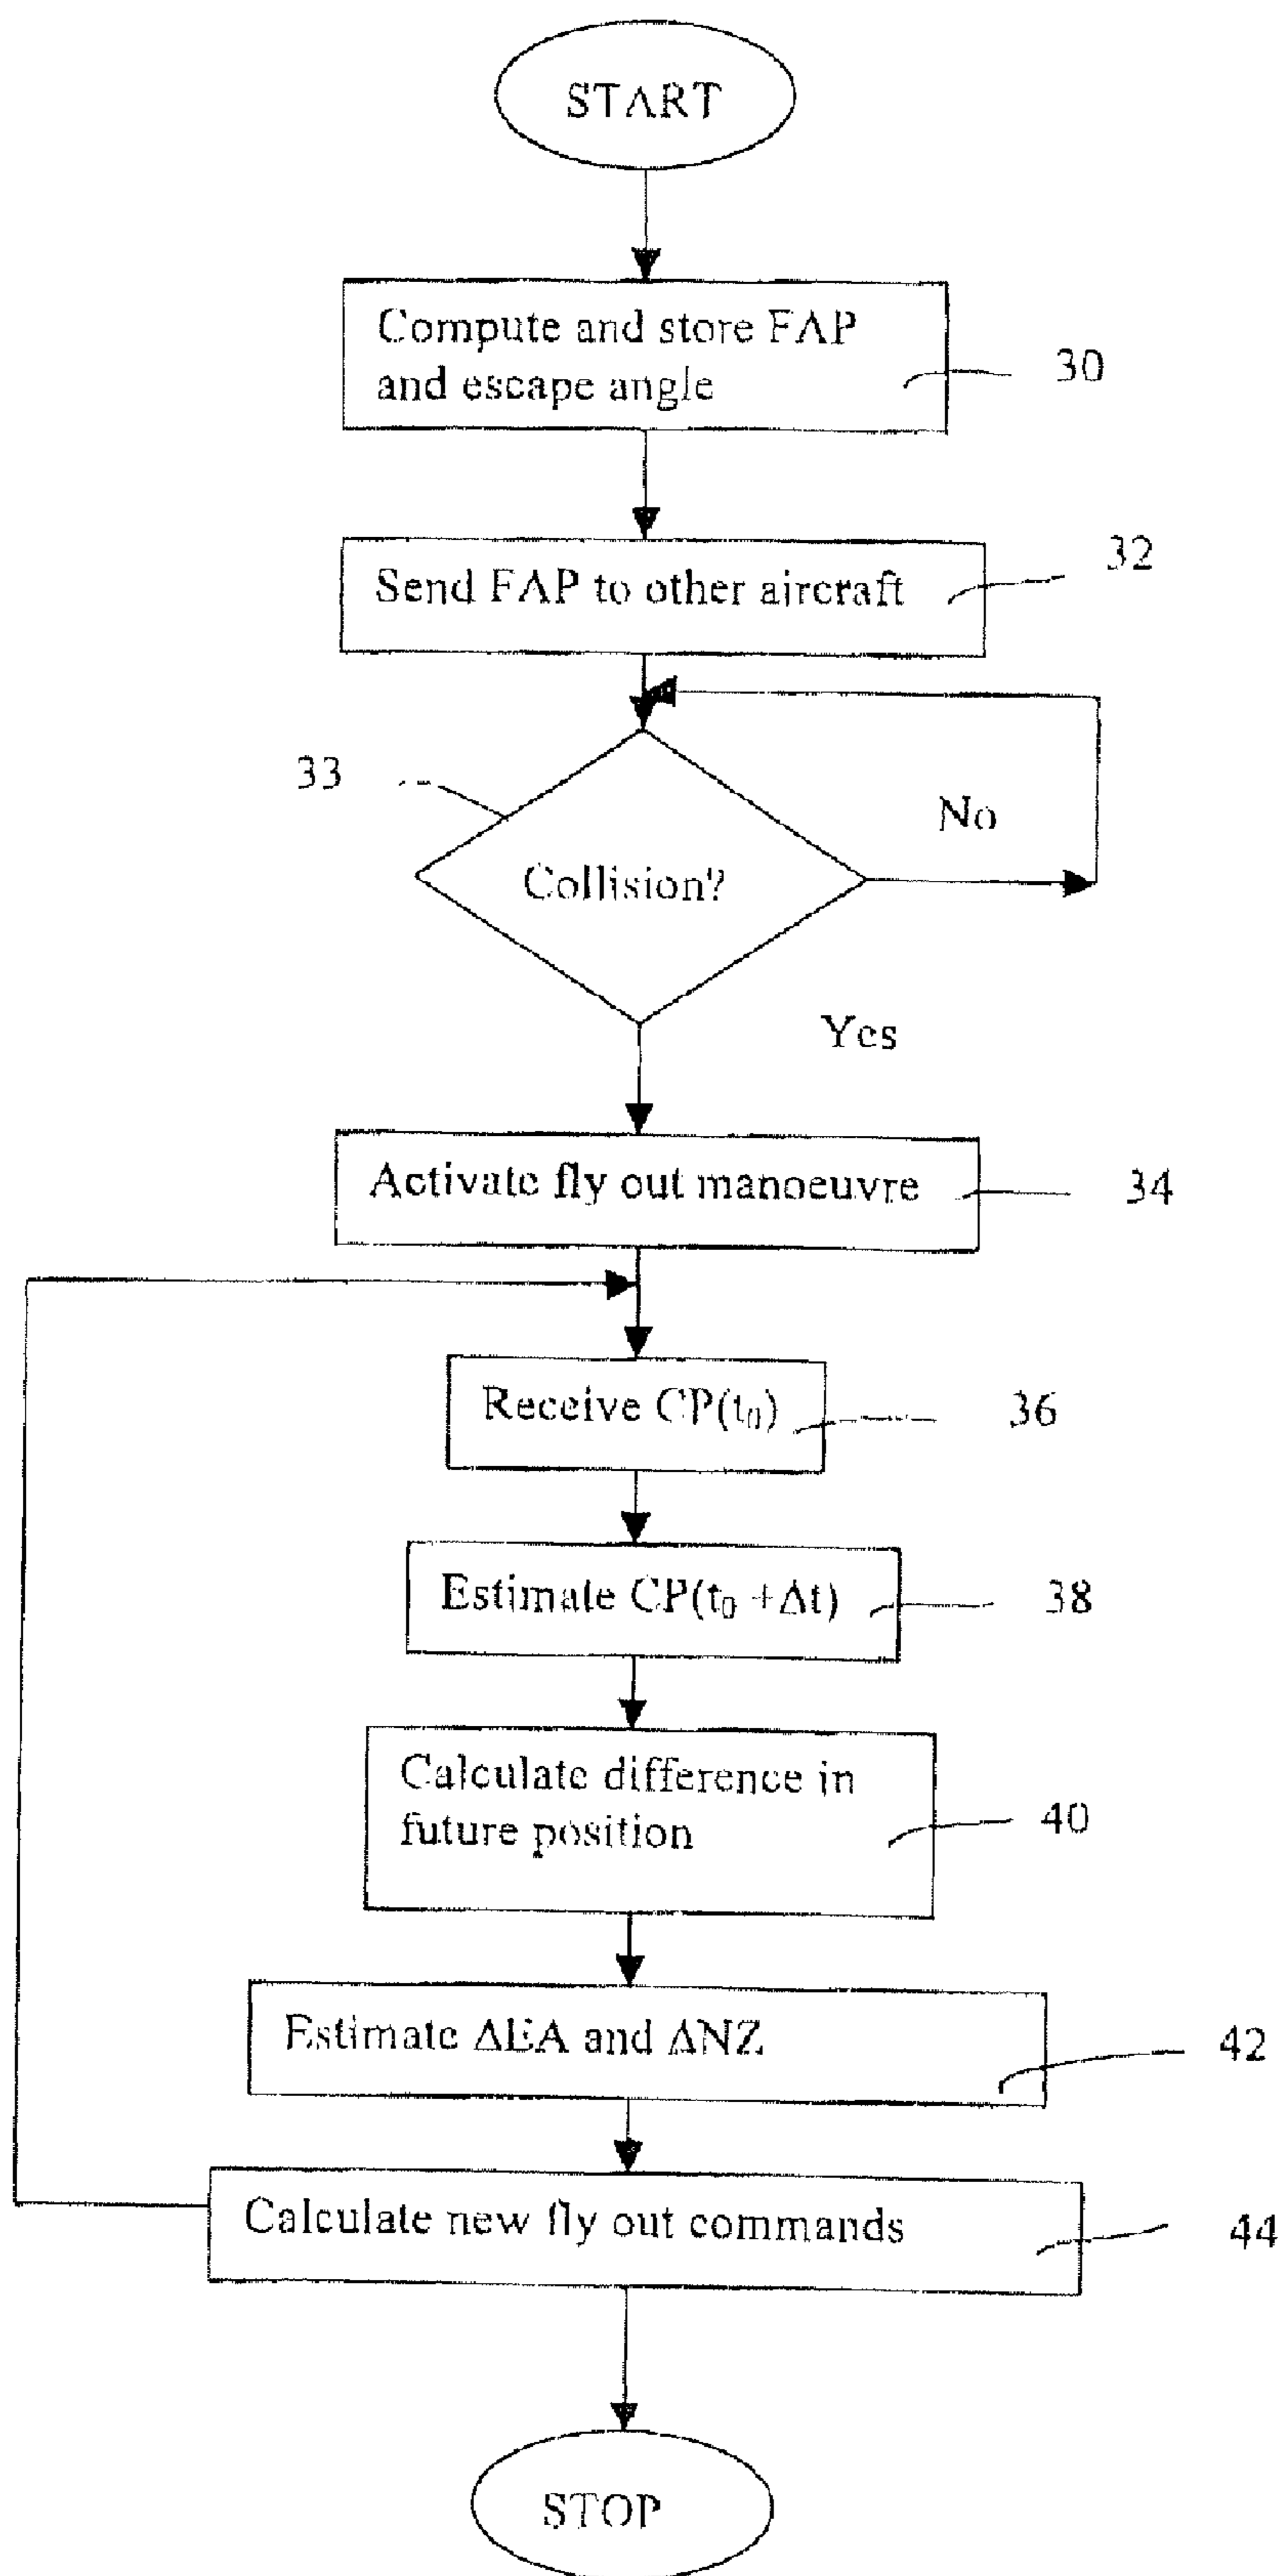 START
Compute and store FAP
and escape angle
30
Send FAP to other aircraft
32
33
No
Collision?
Yes
Activate fly out manoeuvre
34
Receive CP(t₀)
36
Estimate CP(t₀ +Δt)
38
Calculate difference in
future position
40
Estimate ΔEA and ΔNZ
42
Calculate new fly out commands
44
STOP